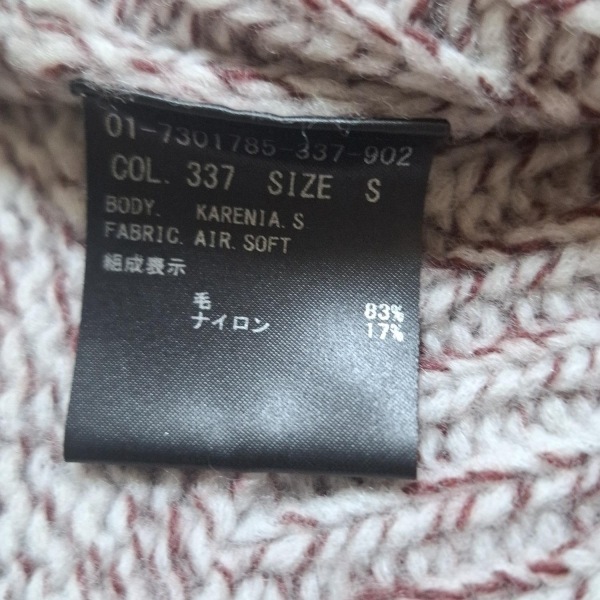 01-7301785-337-902
COL. 337 SIZE S
BODY. KARENIA.S
FABRIC. AIR.SOFT
組成表示
毛 83%
ナイロン 17%